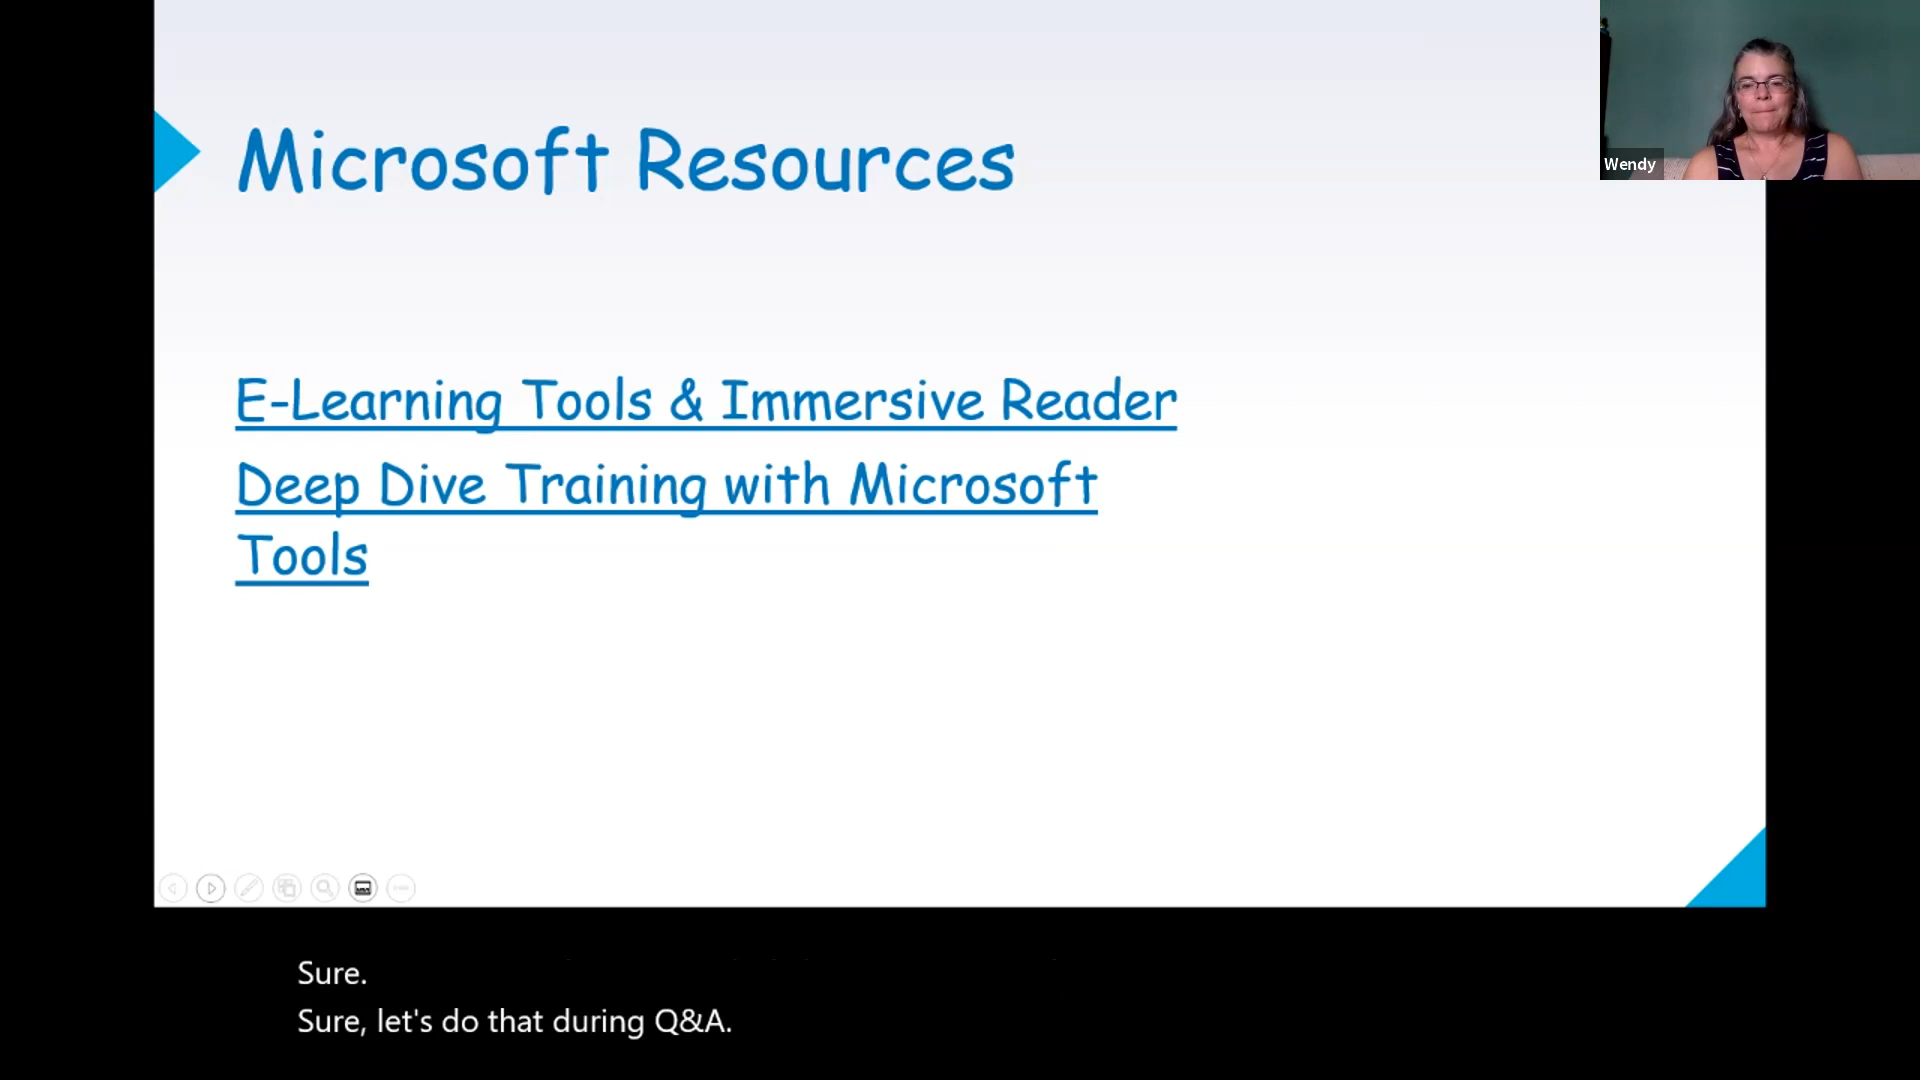 Microsoft Resources
Wendy
E-Learning Tools & Immersive Reader
Deep Dive Training with Microsoft
Tools
Sure.
Sure, let's do that during Q&A.